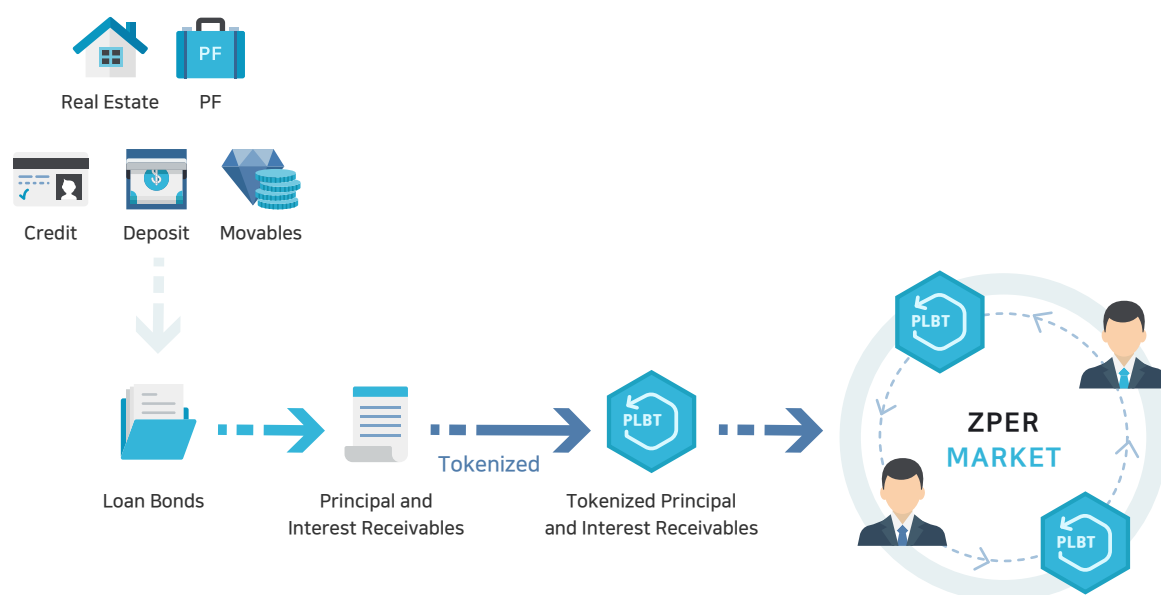 PF
Real Estate
PF
$
Credit
Deposit
Movables
Loan Bonds
Principal and
Interest Receivables
Tokenized
PLBT
Tokenized Principal
and Interest Receivables
PLBT
ZPER
MARKET
PLBT